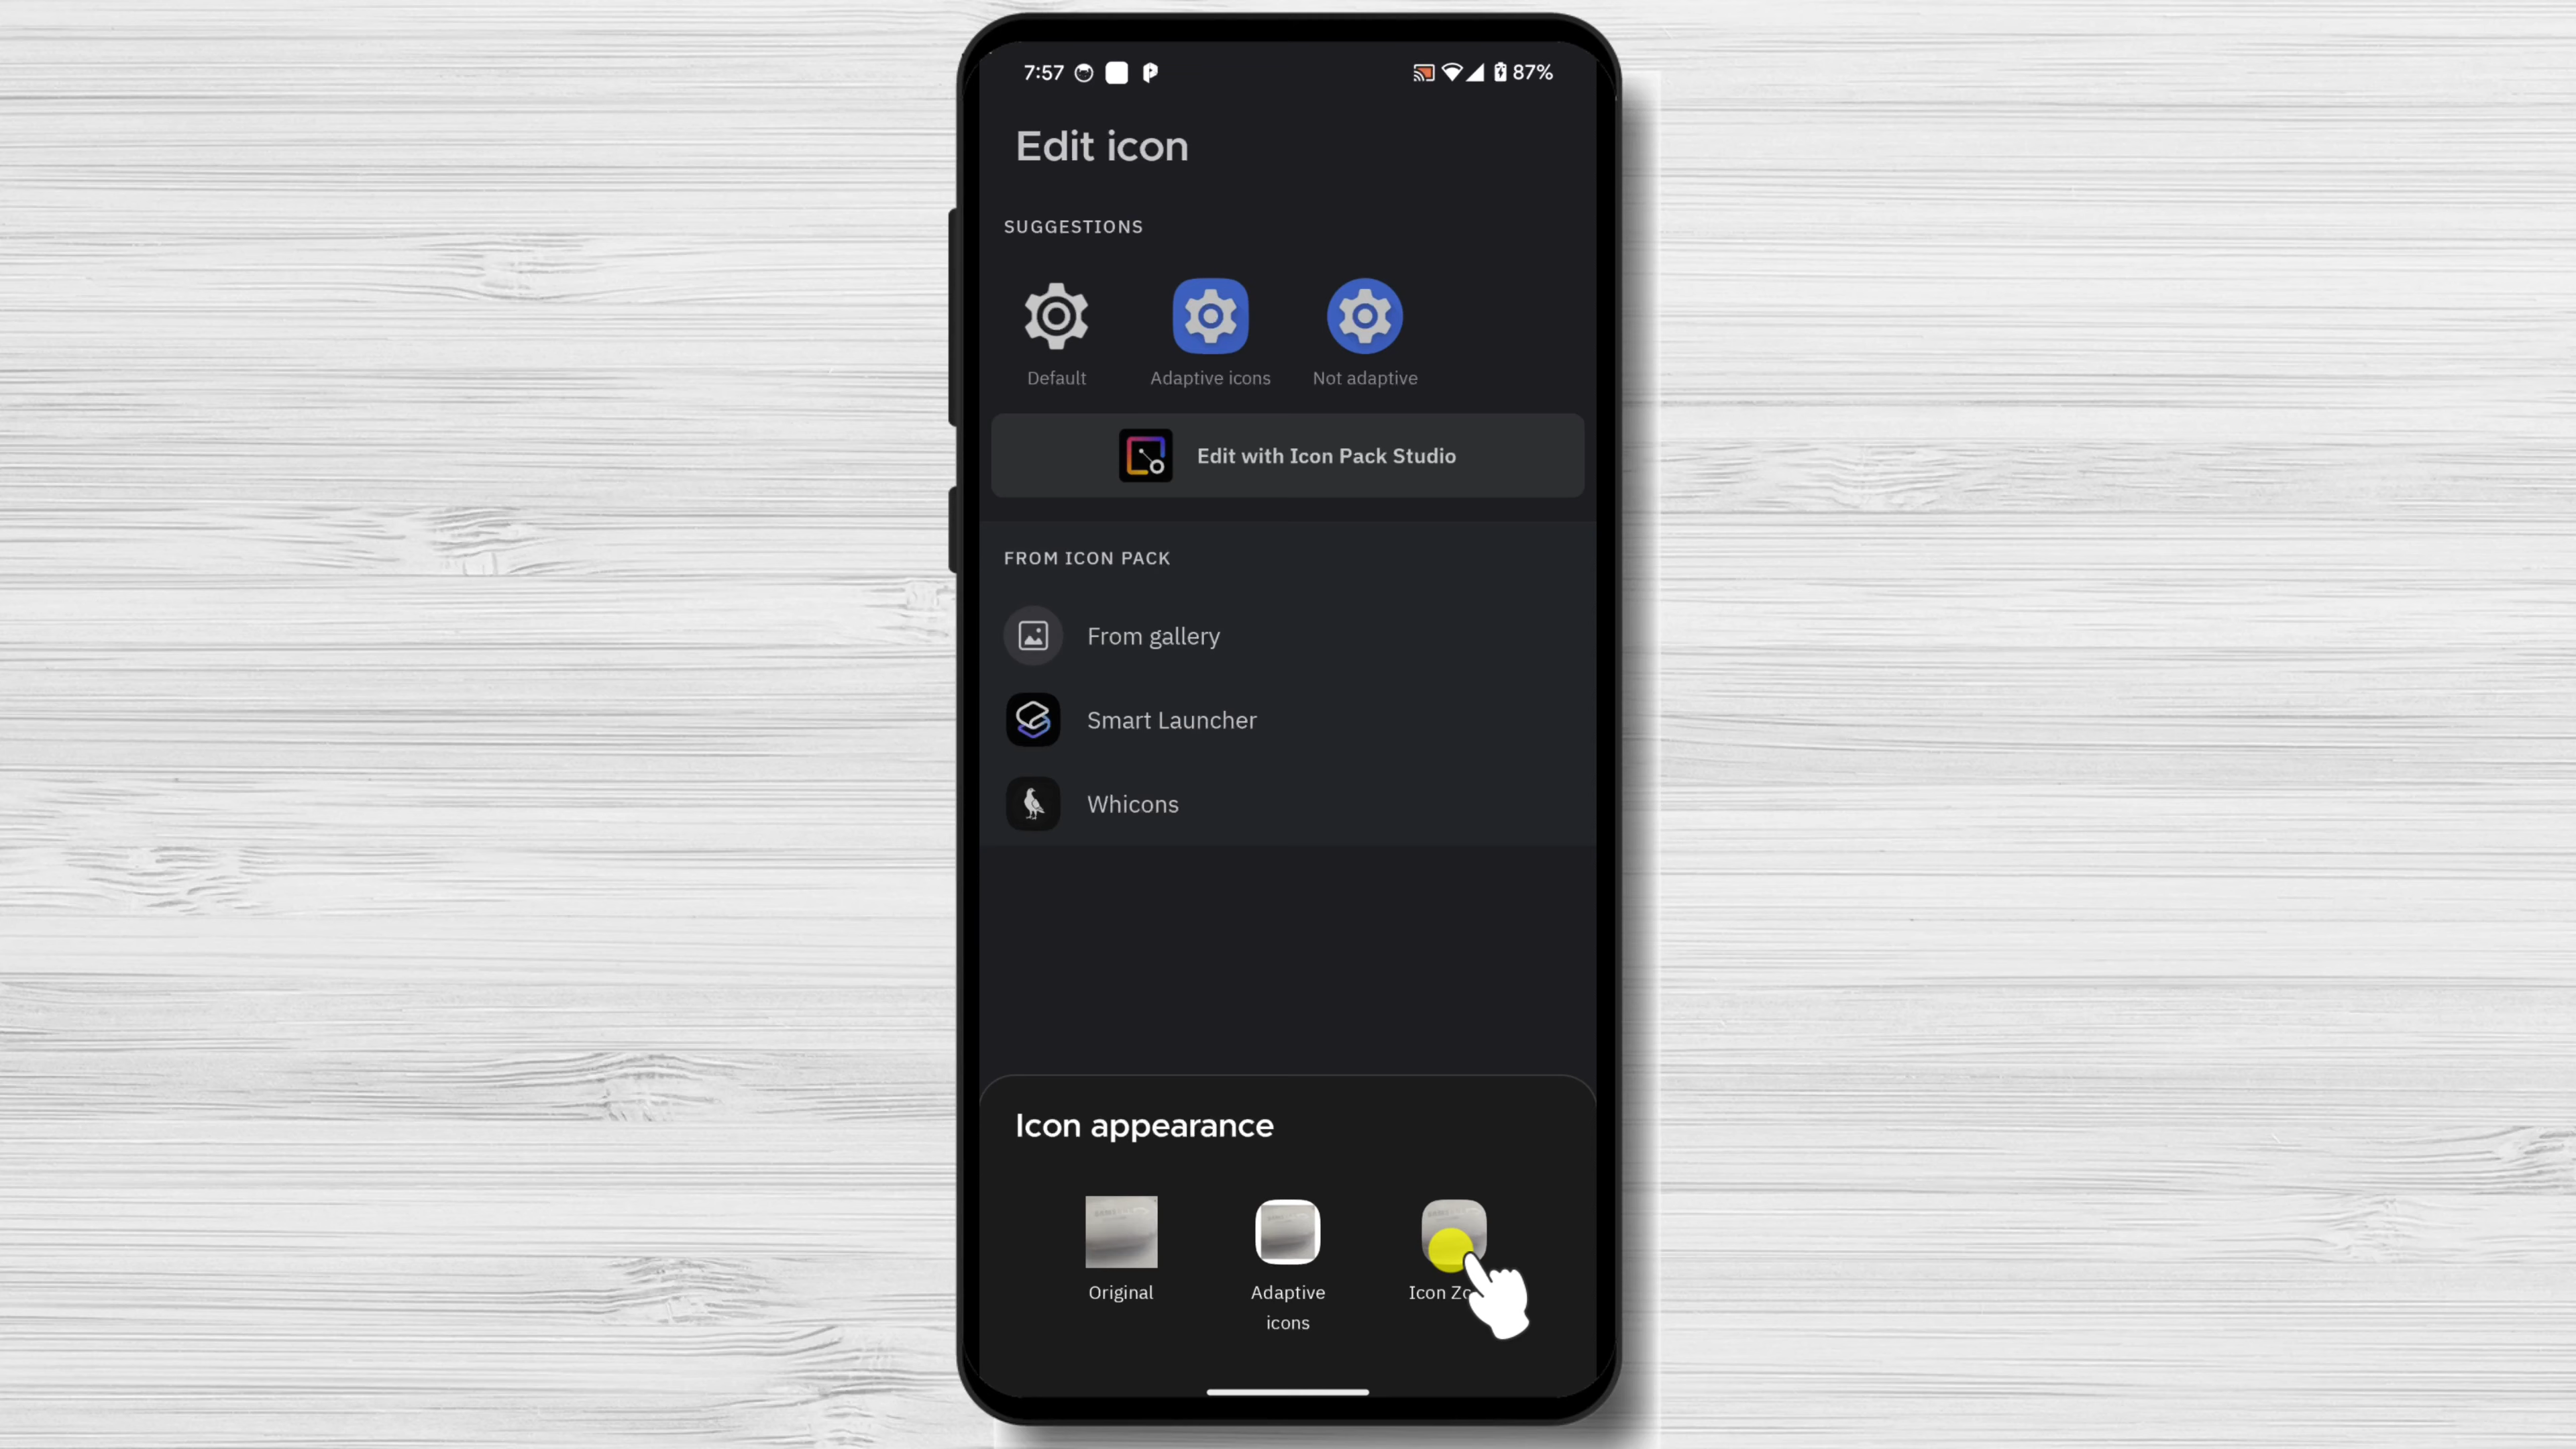 7:57
87%
Edit icon
SUGGESTIONS
Default
Adaptive icons
Not adaptive
Edit with Icon Pack Studio
FROM ICON PACK
From gallery
Smart Launcher
Whicons
Icon appearance
Original
Adaptive
icons
Icon